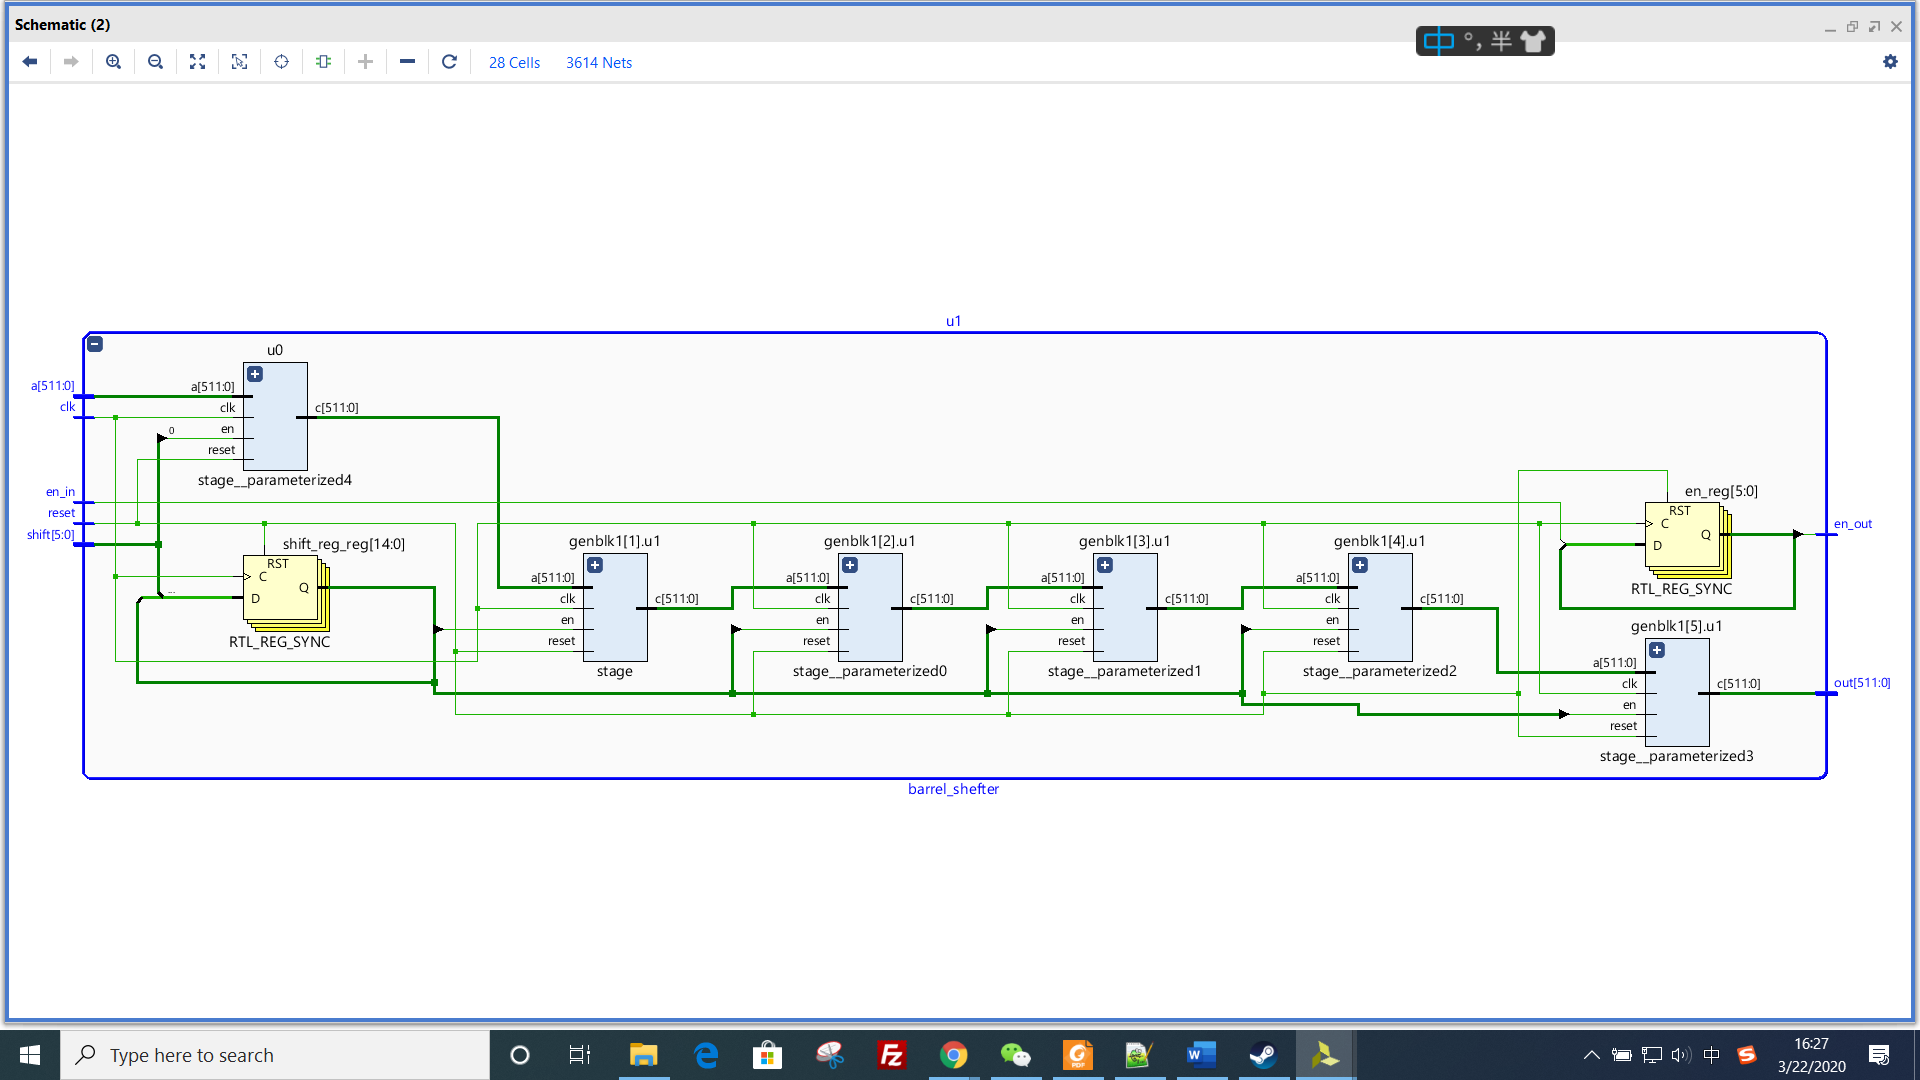 Schematic (2)
中 °, 半
28 Cells
3614 Nets
u1
u0
a[511:0]
a[511:0]
clk
clk
c[511:0]
0
en
reset
stage__parameterized4
en_in
reset
shift[5:0]
shift_reg_reg[14:0]
RST
C
Q
...
D
RTL_REG_SYNC
genblk1[1].u1
a[511:0]
clk
c[511:0]
en
reset
stage
genblk1[2].u1
a[511:0]
clk
c[511:0]
en
reset
stage__parameterized0
genblk1[3].u1
a[511:0]
clk
c[511:0]
en
reset
stage__parameterized1
genblk1[4].u1
a[511:0]
clk
c[511:0]
en
reset
stage__parameterized2
en_reg[5:0]
RST
C
Q
D
RTL_REG_SYNC
en_out
genblk1[5].u1
a[511:0]
clk
c[511:0]
out[511:0]
en
reset
stage__parameterized3
barrel_shefter
Type here to search
Fz
PDF
W
中
S
16:27
3/22/2020